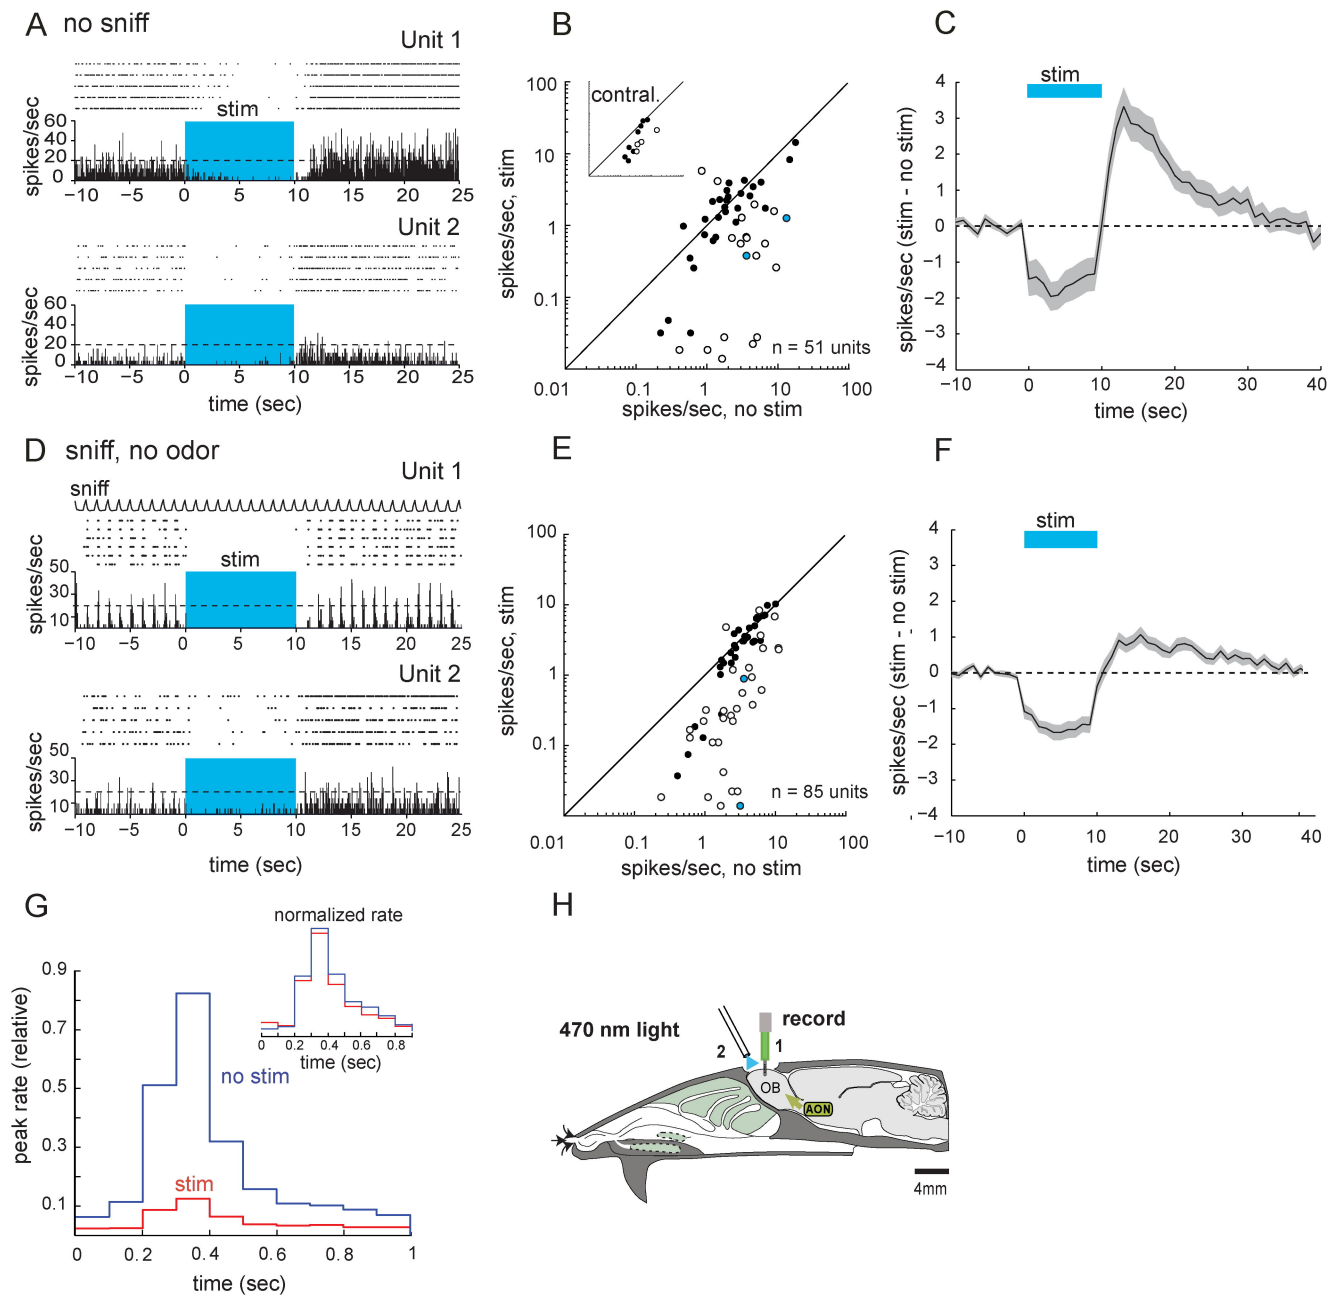 A no sniff
Unit 1
stim
spikes/sec
60
40
20
0
−10 −5 0 5 10 15 20 25
Unit 2
spikes/sec
60
40
20
0
−10 −5 0 5 10 15 20 25
time (sec)
B
contral.
spikes/sec, stim
100
10
1
0.1
n = 51 units
0.01 0.1 1 10 100
spikes/sec, no stim
C
stim
spikes/sec (stim - no stim)
4
3
2
1
0
−1
−2
−3
−4
−10 0 10 20 30 40
time (sec)
D sniff, no odor
Unit 1
sniff
stim
spikes/sec
50
30
10
−10 −5 0 5 10 15 20 25
Unit 2
spikes/sec
50
30
10
−10 −5 0 5 10 15 20 25
time (sec)
E
spikes/sec, stim
100
10
1
0.1
n = 85 units
0.01 0.1 1 10 100
spikes/sec, no stim
F
stim
spikes/sec (stim - no stim)
4
3
2
1
0
−1
−2
−3
−4
−10 0 10 20 30 40
time (sec)
G
normalized rate
0 0.2 0.4 0.6 0.8
time (sec)
peak rate (relative)
0.9
0.7
0.5
0.3
0.1
no stim
stim
0 0.2 0.4 0.6 0.8 1
time (sec)
H
470 nm light
record
2
1
OB
AON
4mm